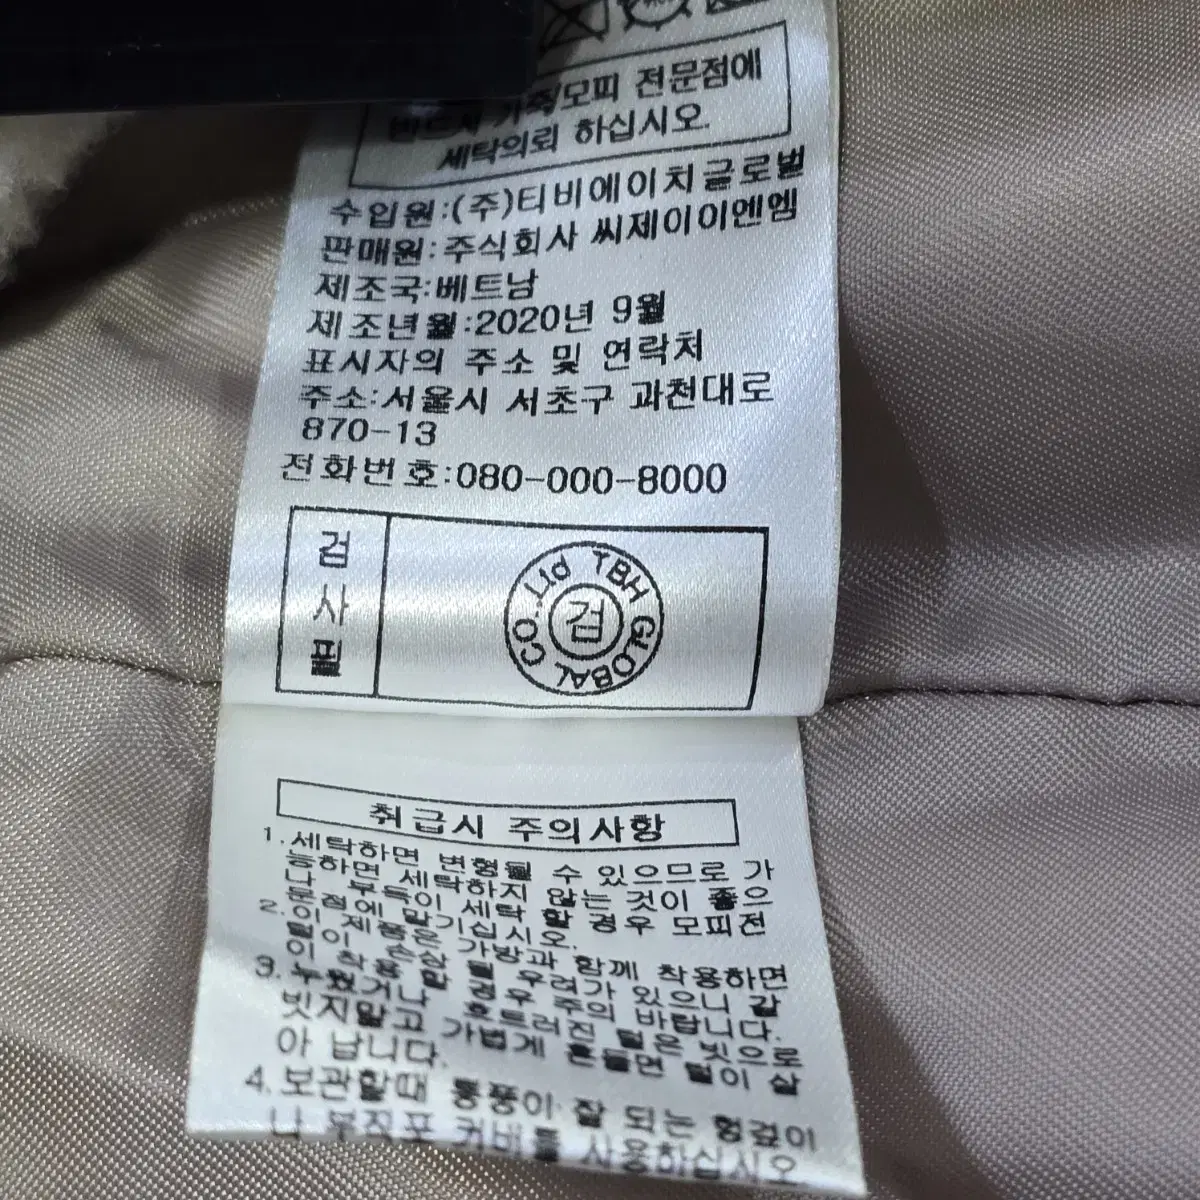 가죽/모피 전문점에
세탁의뢰 하십시오.
수입원:(주)티비에이치글로벌
판매원:주식회사 씨제이이엔엠
제조국:베트남
제조년월:2020년 9월
표시자의 주소 및 연락처
주소:서울시 서초구 과천대로
870-13
전화번호:080-000-8000
검사필
TBH GLOBAL CO.,LTD
검
취급시 주의사항
1.세탁하면 변형될 수 있으므로 가
능하면 세탁하지 않는 것이 좋으
나 부득이 세탁 할 경우 모피전
문점에 맡기십시오.
2.이 제품은 가방과 함께 착용하면
털이 손상 될 우려가 있으니 같
이 착용할 경우 주의 바랍니다.
3.누웠거나 흐트러진 털은 빗으로
빗지말고 가볍게 흔들면 털이 살
아 납니다.
4.보관할때 통풍이 잘 되는 헝겊이
나 부직포 커버를 사용하십시오